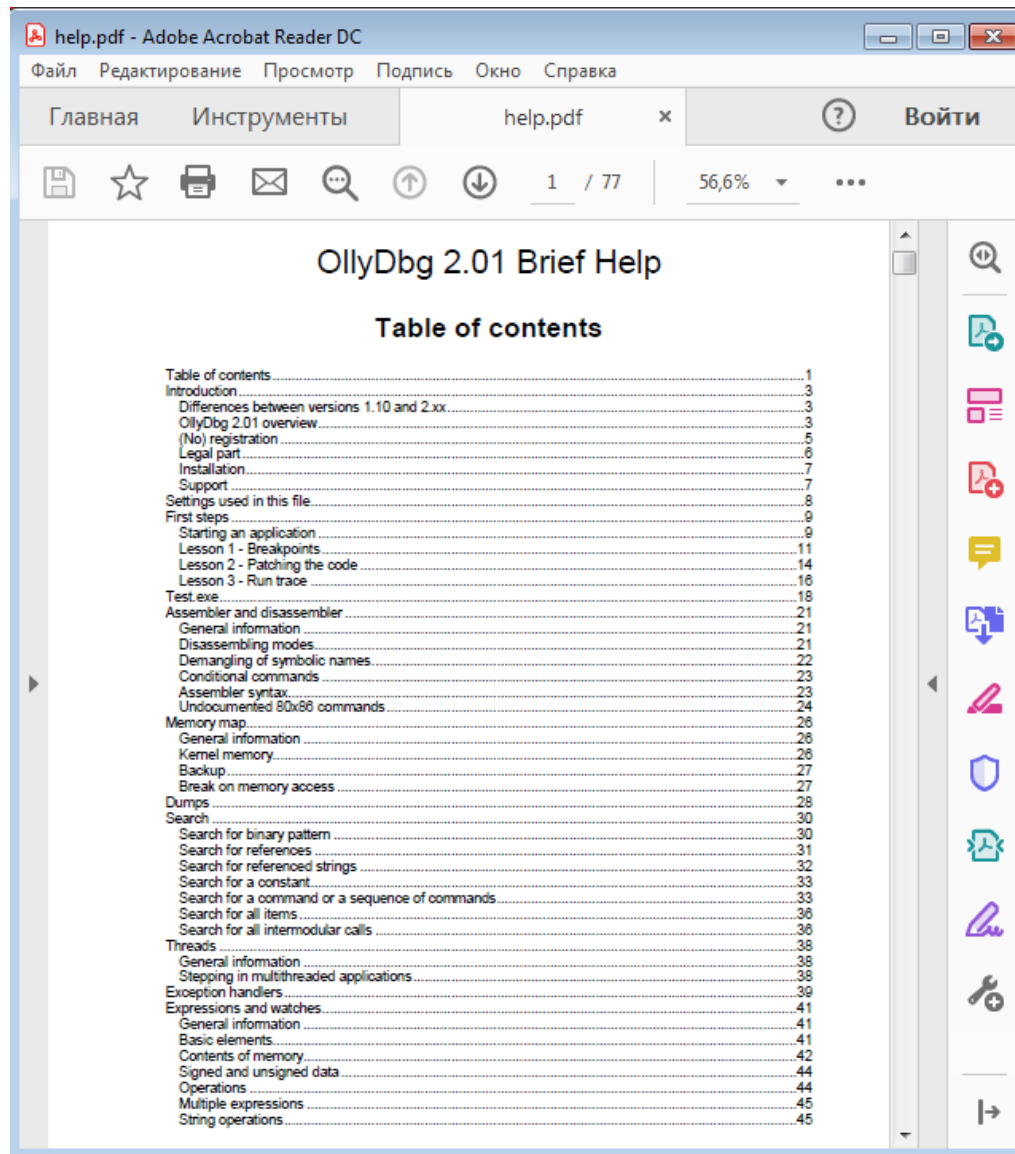 help.pdf - Adobe Acrobat Reader DC
Файл Редактирование Просмотр Подпись Окно Справка
Главная Инструменты help.pdf × ? Войти
1 / 77 56,6%
OllyDbg 2.01 Brief Help
Table of contents
Table of contents 1
Introduction 3
Differences between versions 1.10 and 2.xx 3
OllyDbg 2.01 overview 3
(No) registration 5
Legal part 6
Installation 7
Support 7
Settings used in this file 8
First steps 9
Starting an application 9
Lesson 1 - Breakpoints 11
Lesson 2 - Patching the code 14
Lesson 3 - Run trace 16
Test.exe 18
Assembler and disassembler 21
General information 21
Disassembling modes 21
Demangling of symbolic names 22
Conditional commands 23
Assembler syntax 23
Undocumented 80x86 commands 24
Memory map 26
General information 26
Kernel memory 26
Backup 27
Break on memory access 27
Dumps 28
Search 30
Search for binary pattern 30
Search for references 31
Search for referenced strings 32
Search for a constant 33
Search for a command or a sequence of commands 33
Search for all items 36
Search for all intermodular calls 36
Threads 38
General information 38
Stepping in multithreaded applications 38
Exception handlers 39
Expressions and watches 41
General information 41
Basic elements 41
Contents of memory 42
Signed and unsigned data 44
Operations 44
Multiple expressions 45
String operations 45